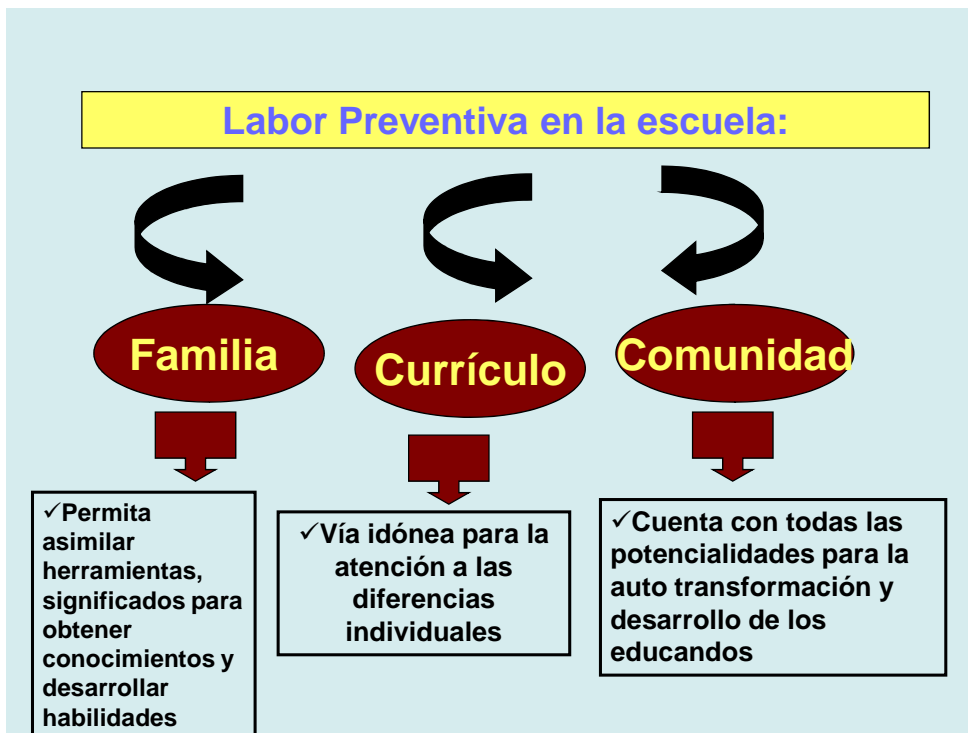 Labor Preventiva en la escuela:
Familia
Currículo
Comunidad
✓Permita
asimilar
herramientas,
significados para
obtener
conocimientos y
desarrollar
habilidades
✓Vía idónea para la
atención a las
diferencias
individuales
✓Cuenta con todas las
potencialidades para la
auto transformación y
desarrollo de los
educandos